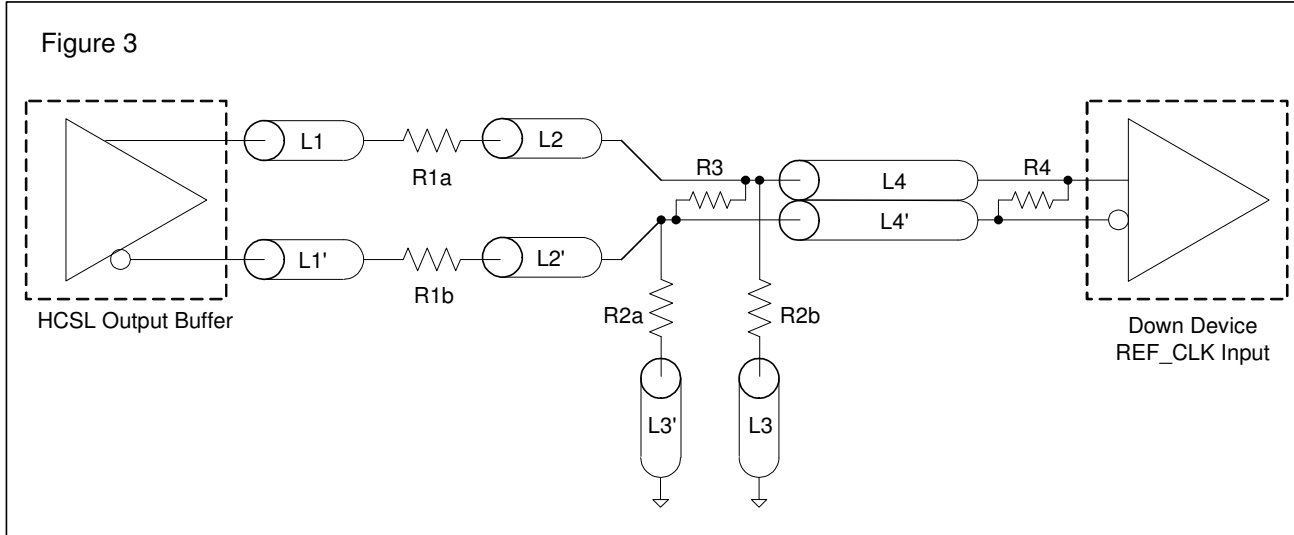 Figure 3
L1
R1a
L2
R3
L4
R4
L4'
L1'
R1b
L2'
HCSL Output Buffer
R2a
R2b
Down Device
REF_CLK Input
L3'
L3